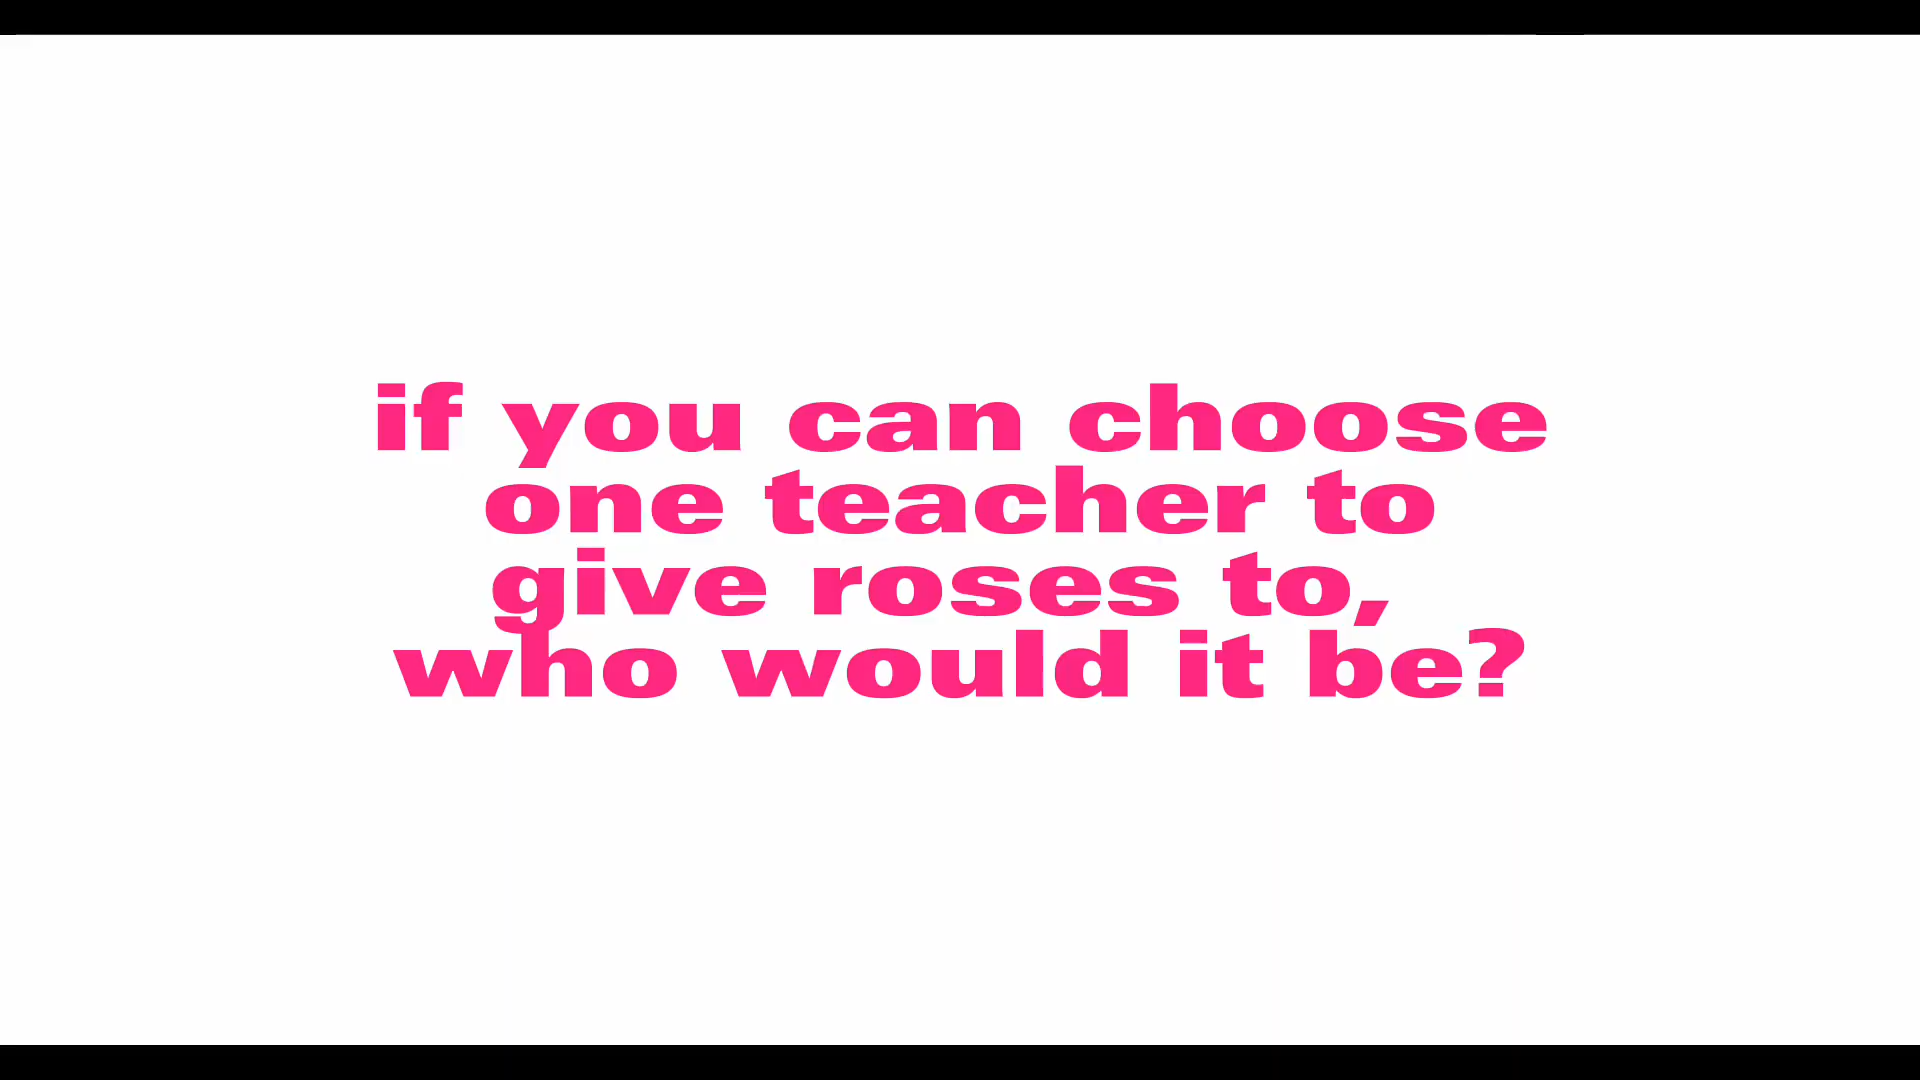 if you can choose
one teacher to
give roses to,
who would it be?